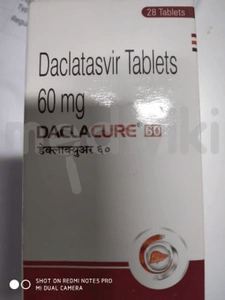 28 Tablets
Daclatasvir Tablets
60 mg
DACLACURE® 60
डेक्लाक्युअर ६०
SHOT ON REDMI NOTE5 PRO
MI DUAL CAMERA